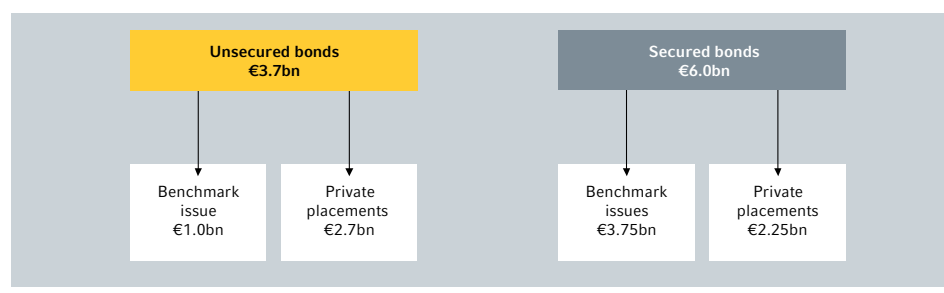 Unsecured bonds
€3.7bn
Secured bonds
€6.0bn
Benchmark
issue
€1.0bn
Private
placements
€2.7bn
Benchmark
issues
€3.75bn
Private
placements
€2.25bn